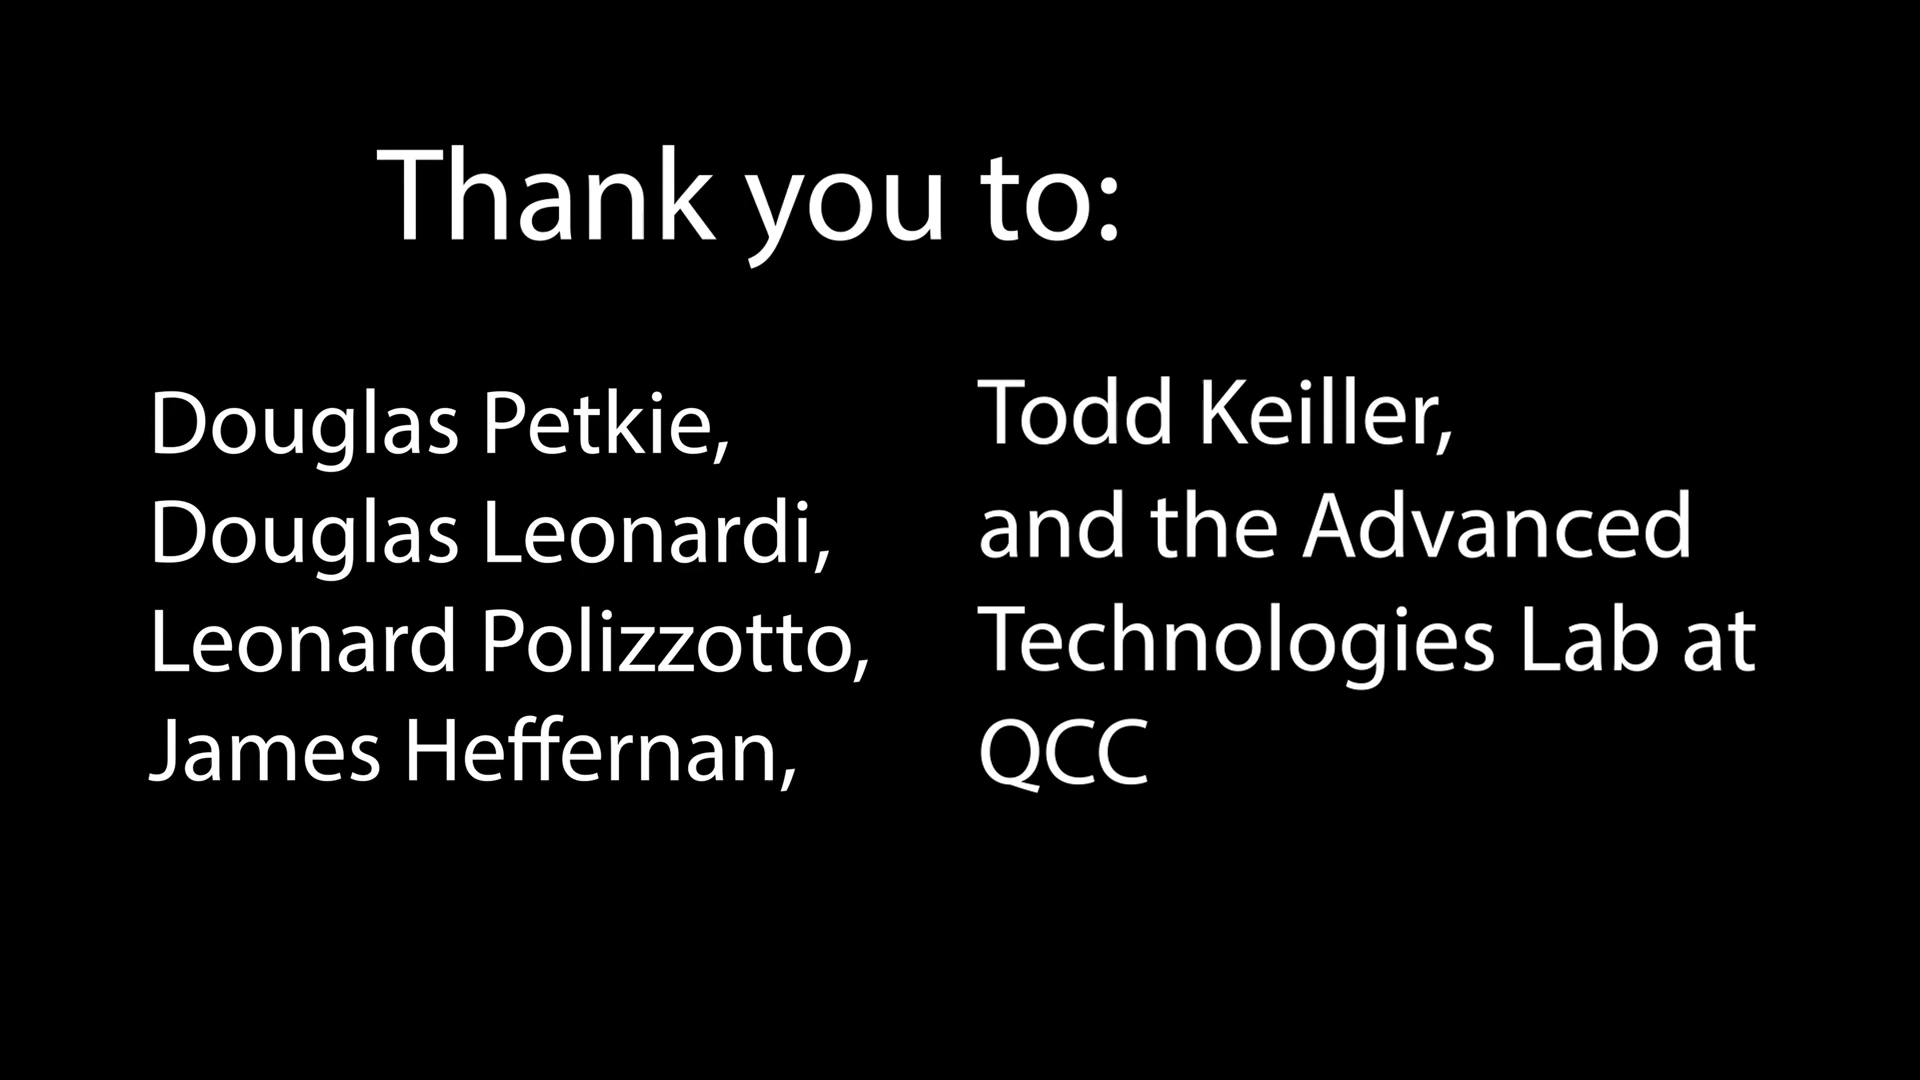 Thank you to:
Douglas Petkie,
Douglas Leonardi,
Leonard Polizzotto,
James Heffernan,
Todd Keiller,
and the Advanced
Technologies Lab at
QCC